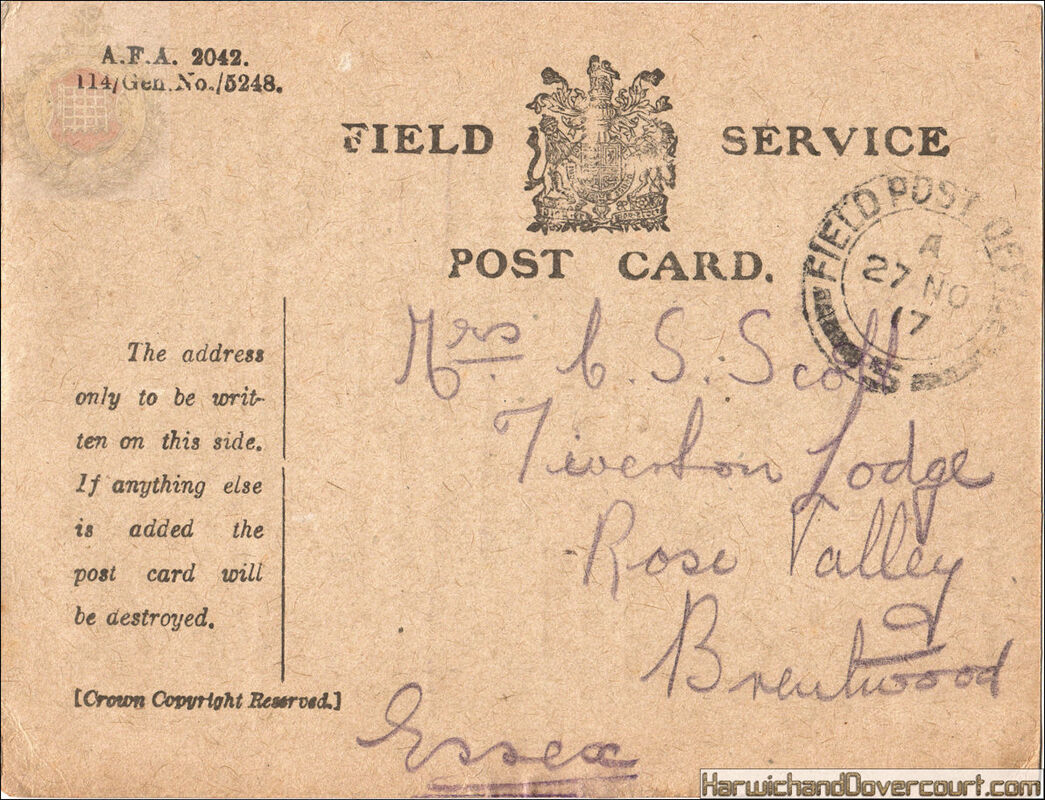 A.F.A. 2042.
114/Gen.No./5248.
FIELD SERVICE
POST CARD.
FIELD POST OFFICE
A
27 NO
17
The address
only to be writ-
ten on this side.
If anything else
is added the
post card will
be destroyed.
[Crown Copyright Reserved.]
Mrs. C. S. Scott
Tiverton Lodge
Rose Valley
Brentwood
Essex
HarwichandDovercourt.com